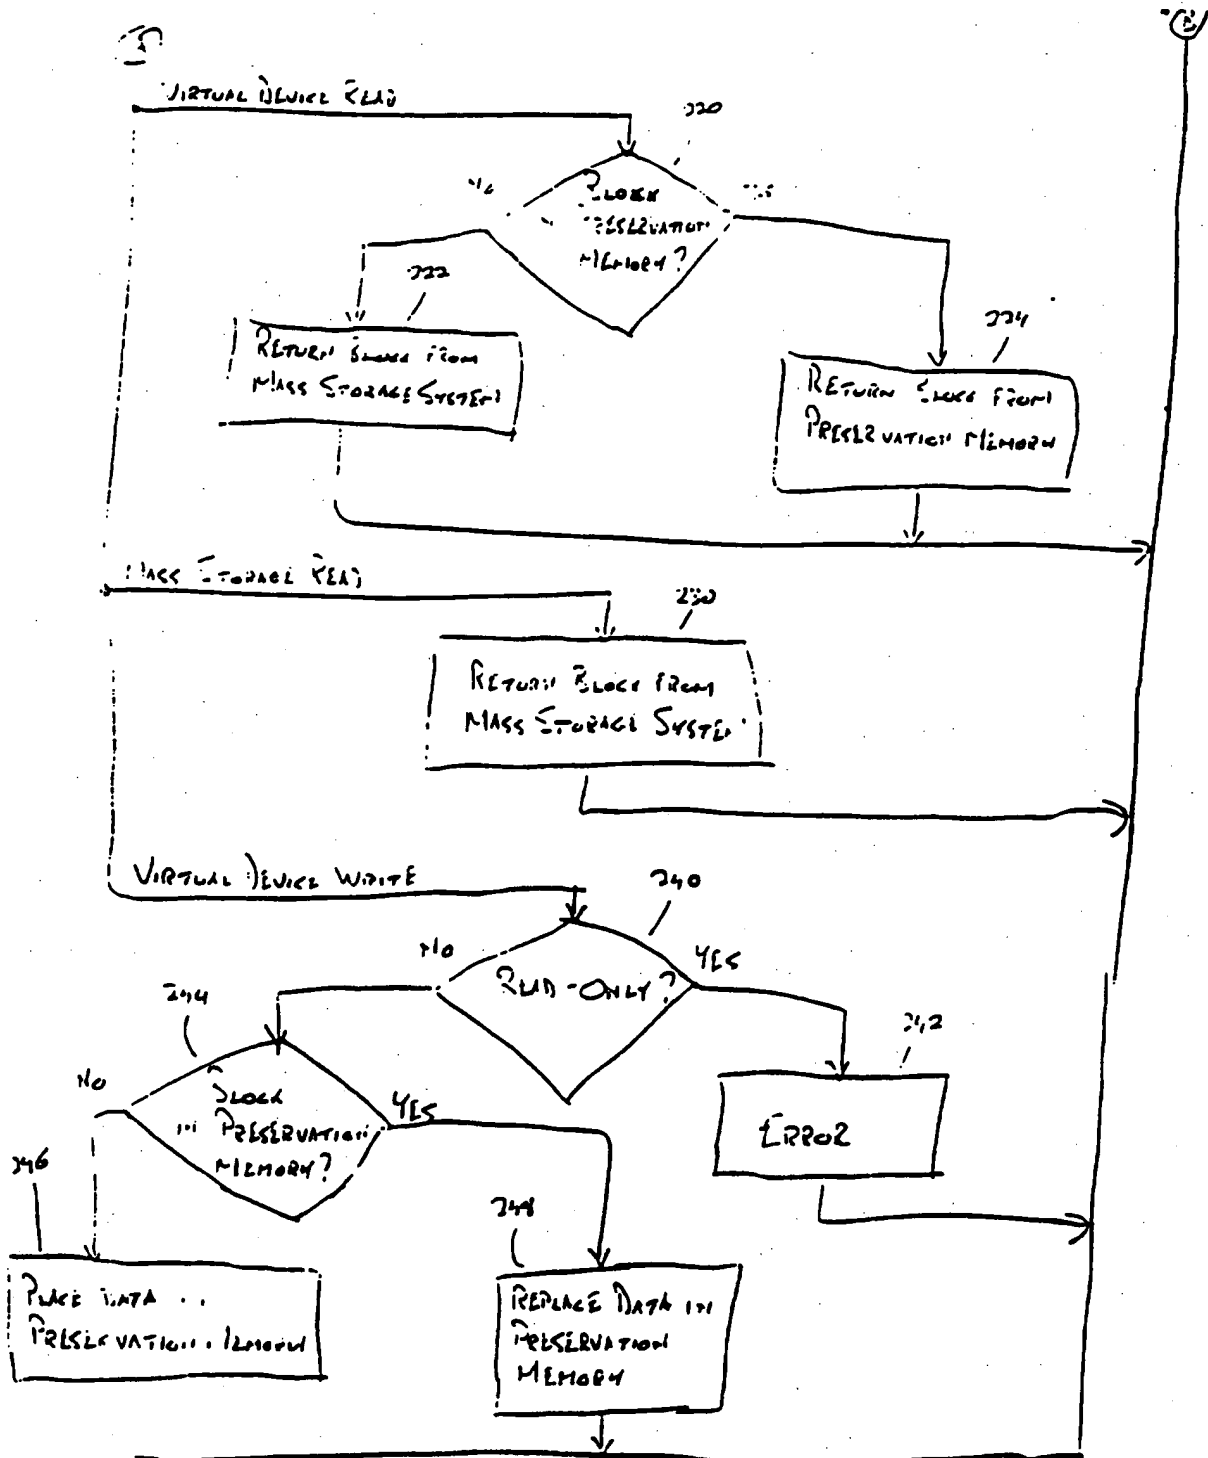 VIRTUAL DEVICE READ
220
BLOCK
PRESERVATION
MEMORY?
222
RETURN BLOCK FROM
MASS STORAGE SYSTEM
224
RETURN BLOCK FROM
PRESERVATION MEMORY
MASS STORAGE READ
230
RETURN BLOCK FROM
MASS STORAGE SYSTEM
VIRTUAL DEVICE WRITE
240
NO
READ-ONLY?
YES
244
242
NO
BLOCK
IN PRESERVATION
MEMORY?
YES
ERROR
246
248
PLACE DATA
PRESERVATION MEMORY
REPLACE DATA IN
PRESERVATION
MEMORY